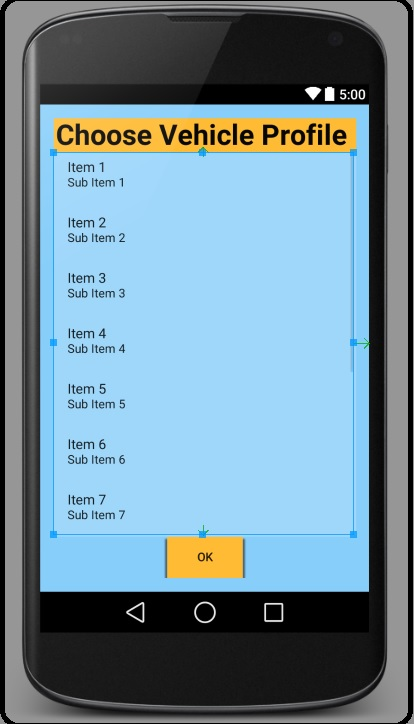 5:00
Choose Vehicle Profile
Item 1
Sub Item 1
Item 2
Sub Item 2
Item 3
Sub Item 3
Item 4
Sub Item 4
Item 5
Sub Item 5
Item 6
Sub Item 6
Item 7
Sub Item 7
OK